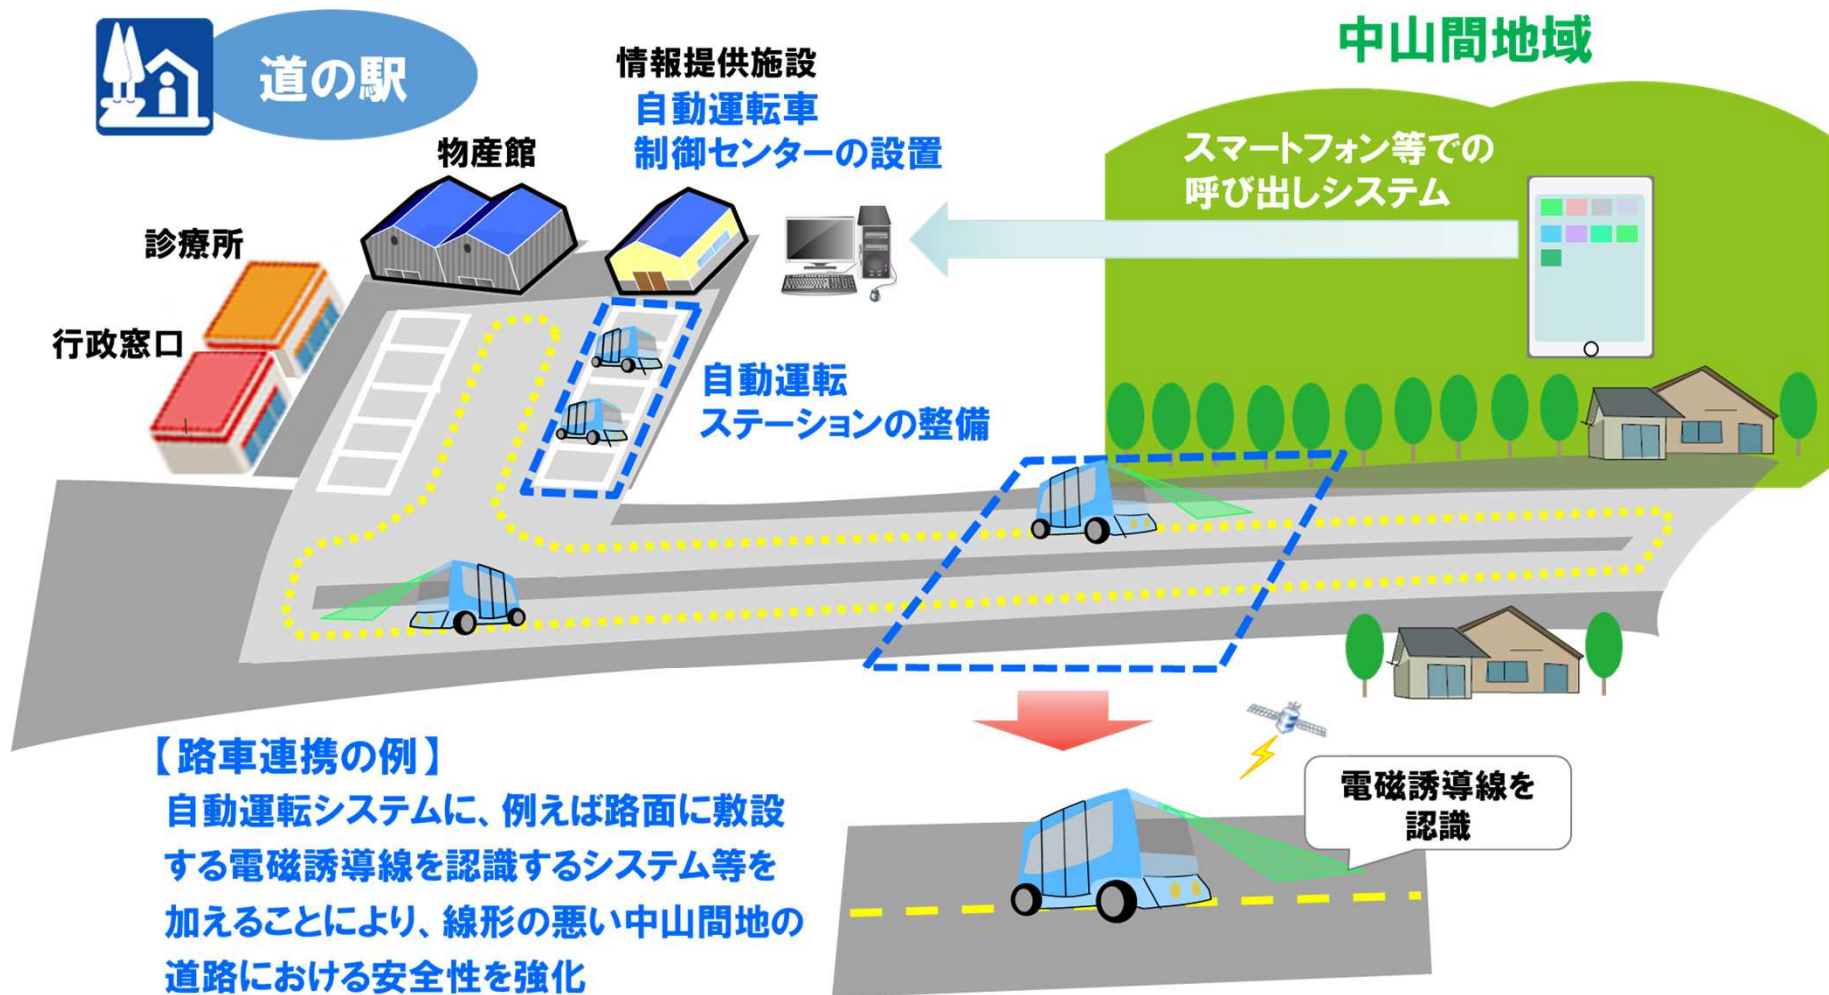 道の駅
情報提供施設
自動運転車
制御センターの設置
中山間地域
物産館
スマートフォン等での
呼び出しシステム
診療所
行政窓口
自動運転
ステーションの整備
【路車連携の例】
自動運転システムに、例えば路面に敷設
する電磁誘導線を認識するシステム等を
加えることにより、線形の悪い中山間地の
道路における安全性を強化
電磁誘導線を
認識